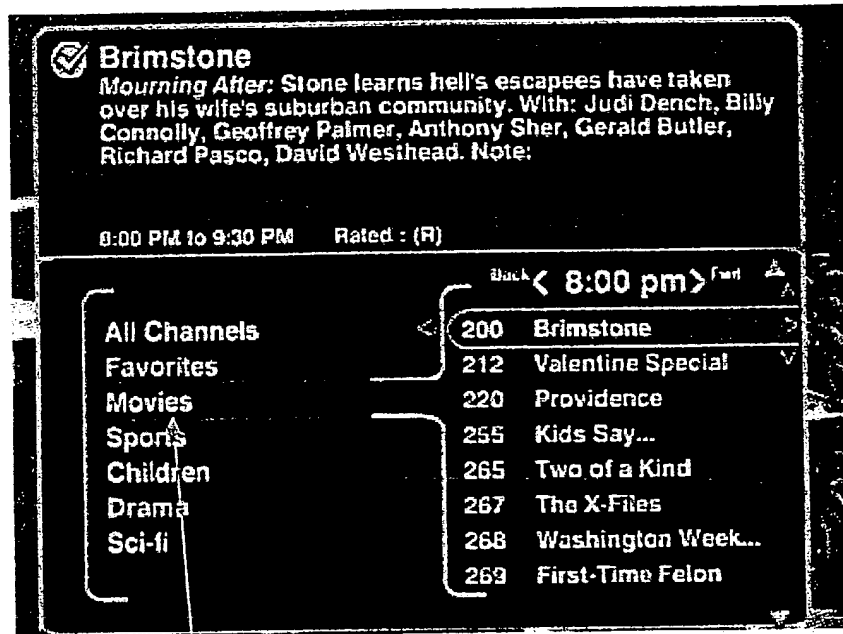 Brimstone
Mourning After: Stone learns hell's escapees have taken
over his wife's suburban community. With: Judi Dench, Billy
Connolly, Geoffrey Palmer, Anthony Sher, Gerald Butler,
Richard Pasco, David Westhead. Note:
8:00 PM to 9:30 PM Rated : (R)
Back < 8:00 pm > Fwd
All Channels
Favorites
Movies
Sports
Children
Drama
Sci-fi
200 Brimstone
212 Valentine Special
220 Providence
255 Kids Say...
265 Two of a Kind
267 The X-Files
268 Washington Week...
269 First-Time Felon